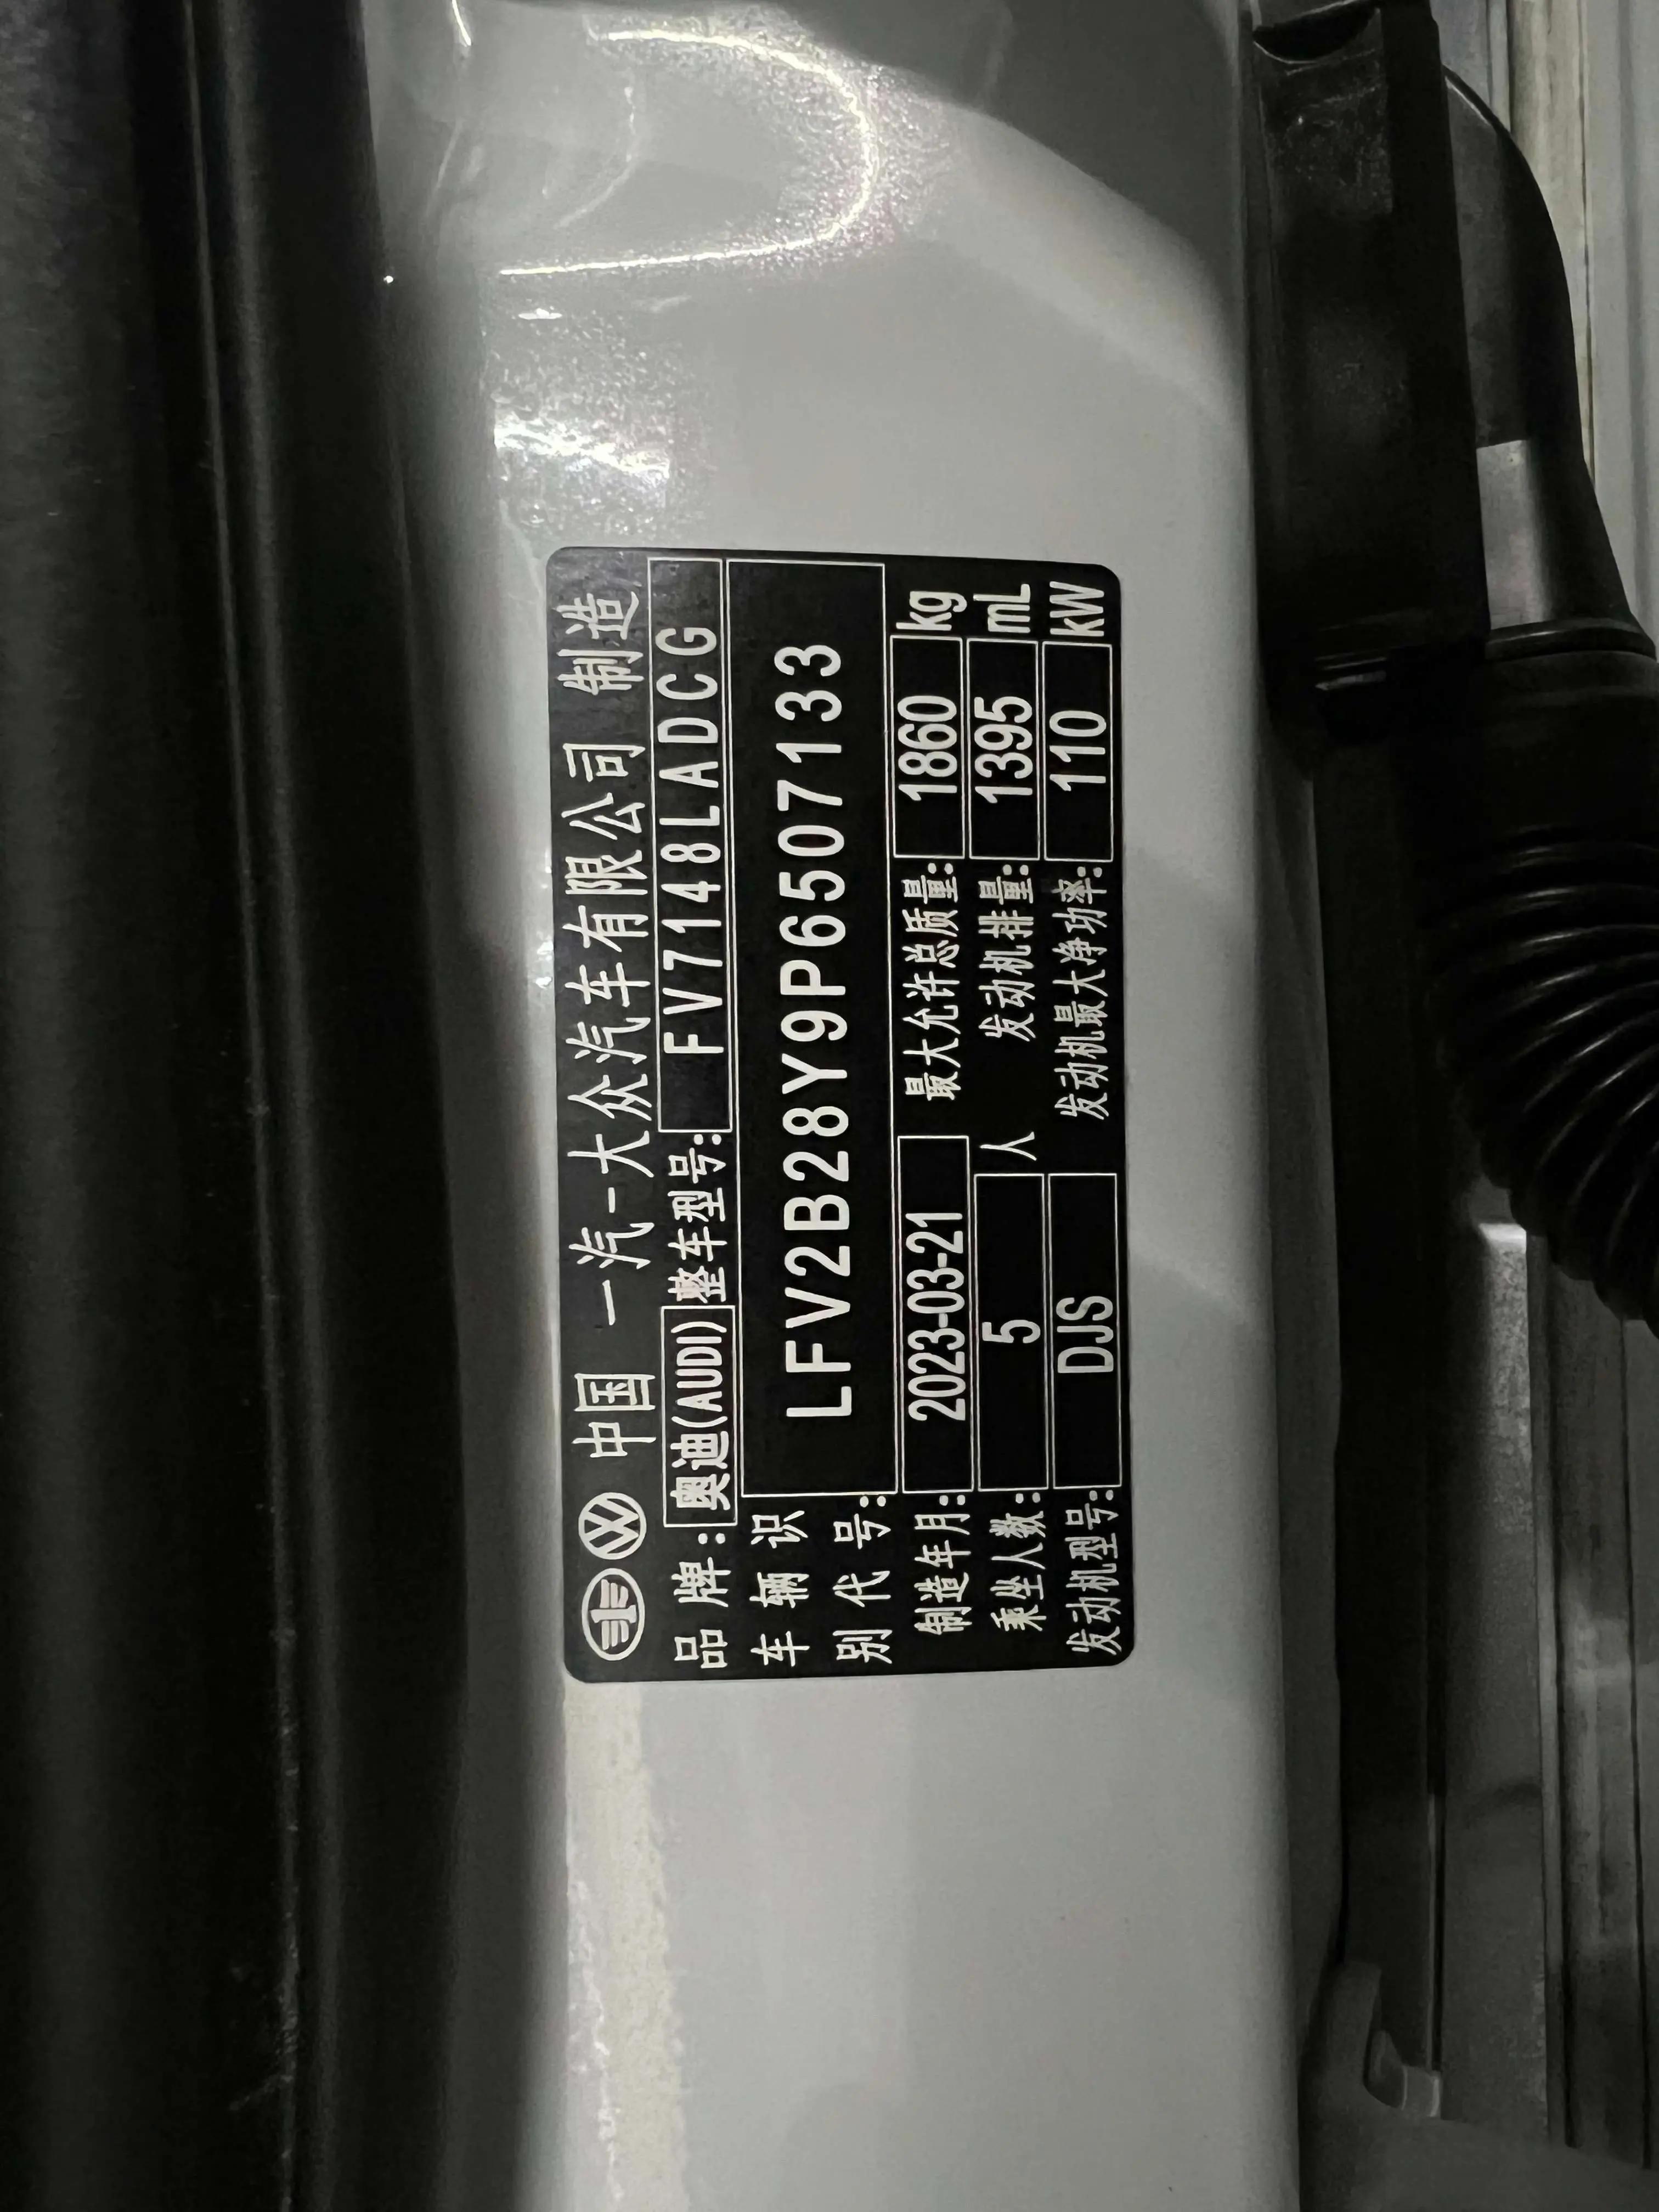 中国 一汽-大众汽车有限公司 制造
品牌: 奥迪(AUDI) 整车型号: FV7148LADCG
车辆识别代号: LFV2B28Y9P6507133
制造年月: 2023-03-21 最大允许总质量: 1860 kg
乘坐人数: 5 人 发动机排量: 1395 mL
发动机型号: DJS 发动机最大净功率: 110 kW